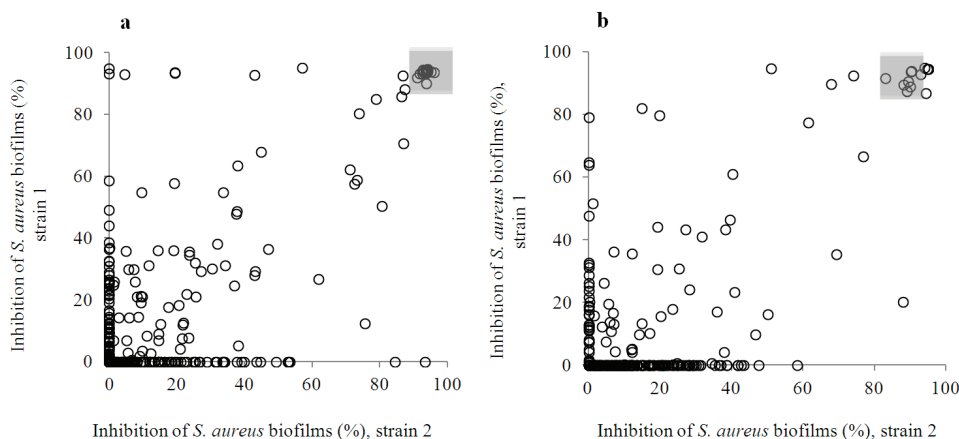 a
b
Inhibition of S. aureus biofilms (%)
strain 1
100
80
60
40
20
0
0 20 40 60 80 100
Inhibition of S. aureus biofilms (%), strain 2
Inhibition of S. aureus biofilms (%),
strain 1
100
80
60
40
20
0
0 20 40 60 80 100
Inhibition of S. aureus biofilms (%), strain 2